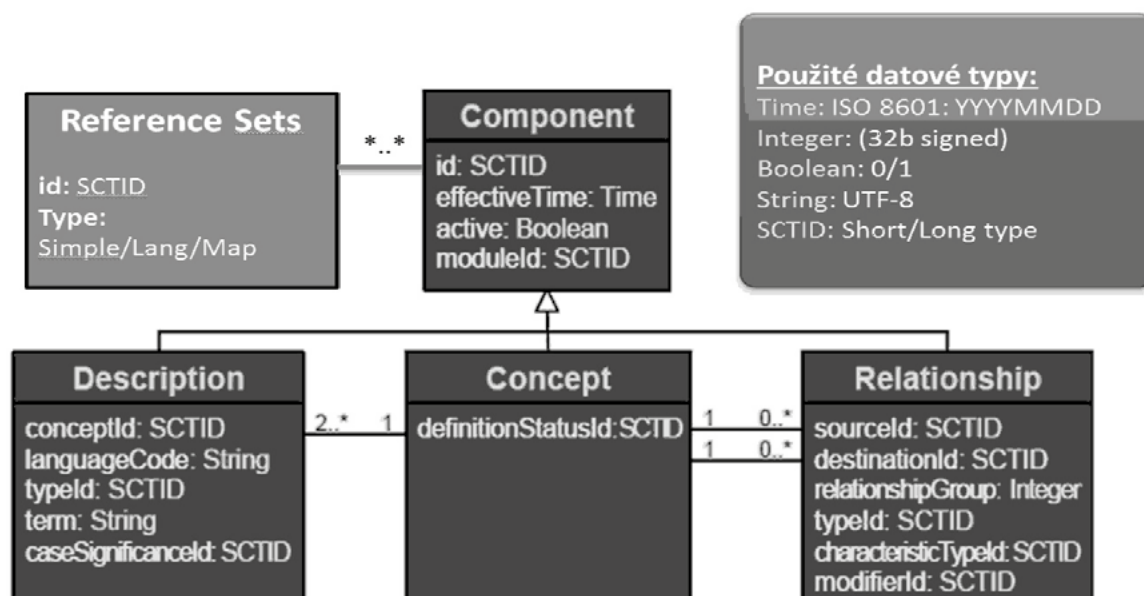 Reference Sets
id: SCTID
Type:
Simple/Lang/Map
*..*
Component
id: SCTID
effectiveTime: Time
active: Boolean
moduleId: SCTID
Použité datové typy:
Time: ISO 8601: YYYYMMDD
Integer: (32b signed)
Boolean: 0/1
String: UTF-8
SCTID: Short/Long type
Description
conceptId: SCTID
languageCode: String
typeId: SCTID
term: String
caseSignificanceId: SCTID
2..* 1
Concept
definitionStatusId:SCTID
1 0..*
1 0..*
Relationship
sourceId: SCTID
destinationId: SCTID
relationshipGroup: Integer
typeId: SCTID
characteristicTypeId: SCTID
modifierId: SCTID